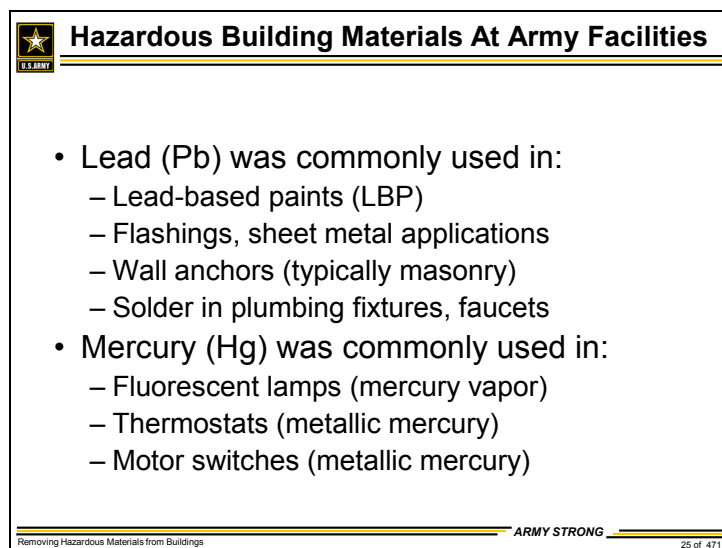 Hazardous Building Materials At Army Facilities
U.S.ARMY
• Lead (Pb) was commonly used in:
– Lead-based paints (LBP)
– Flashings, sheet metal applications
– Wall anchors (typically masonry)
– Solder in plumbing fixtures, faucets
• Mercury (Hg) was commonly used in:
– Fluorescent lamps (mercury vapor)
– Thermostats (metallic mercury)
– Motor switches (metallic mercury)
ARMY STRONG
Removing Hazardous Materials from Buildings
25 of 471